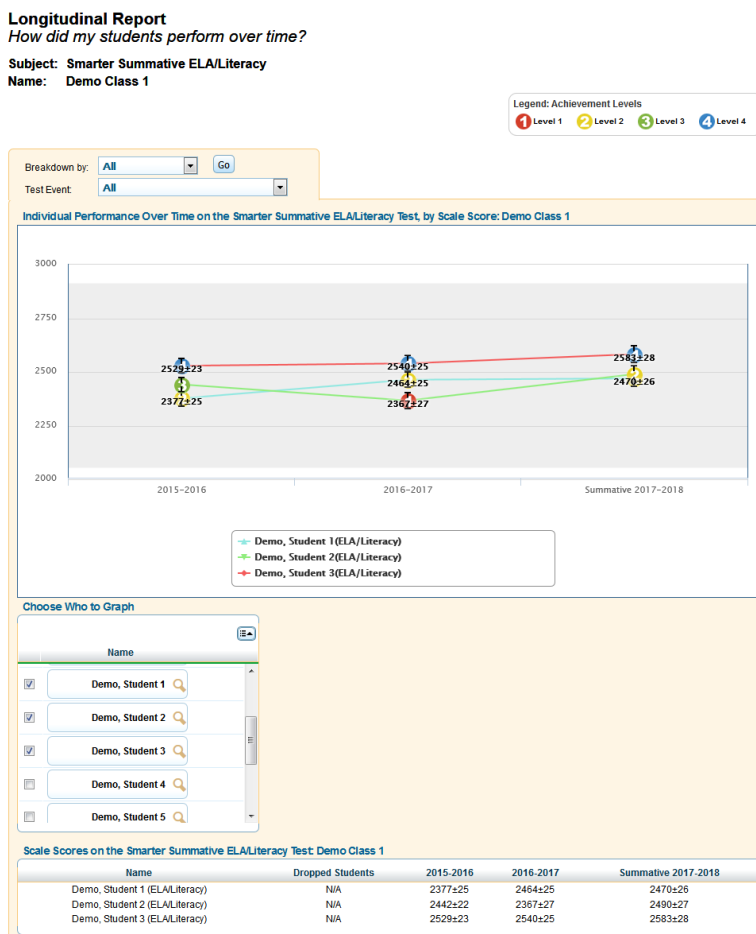 Longitudinal Report
How did my students perform over time?
Subject: Smarter Summative ELA/Literacy
Name: Demo Class 1
Legend: Achievement Levels
1 Level 1 2 Level 2 3 Level 3 4 Level 4
Breakdown by: All Go
Test Event: All
Individual Performance Over Time on the Smarter Summative ELA/Literacy Test, by Scale Score: Demo Class 1
3000
2750
2500
2250
2000
2529±23 2540±25 2583±28
2464±25 2470±26
2377±25 2367±27
2015-2016 2016-2017 Summative 2017-2018
Demo, Student 1(ELA/Literacy)
Demo, Student 2(ELA/Literacy)
Demo, Student 3(ELA/Literacy)
Choose Who to Graph
Name
Demo, Student 1
Demo, Student 2
Demo, Student 3
Demo, Student 4
Demo, Student 5
Scale Scores on the Smarter Summative ELA/Literacy Test: Demo Class 1
Name Dropped Students 2015-2016 2016-2017 Summative 2017-2018
Demo, Student 1 (ELA/Literacy) N/A 2377±25 2464±25 2470±26
Demo, Student 2 (ELA/Literacy) N/A 2442±22 2367±27 2490±27
Demo, Student 3 (ELA/Literacy) N/A 2529±23 2540±25 2583±28